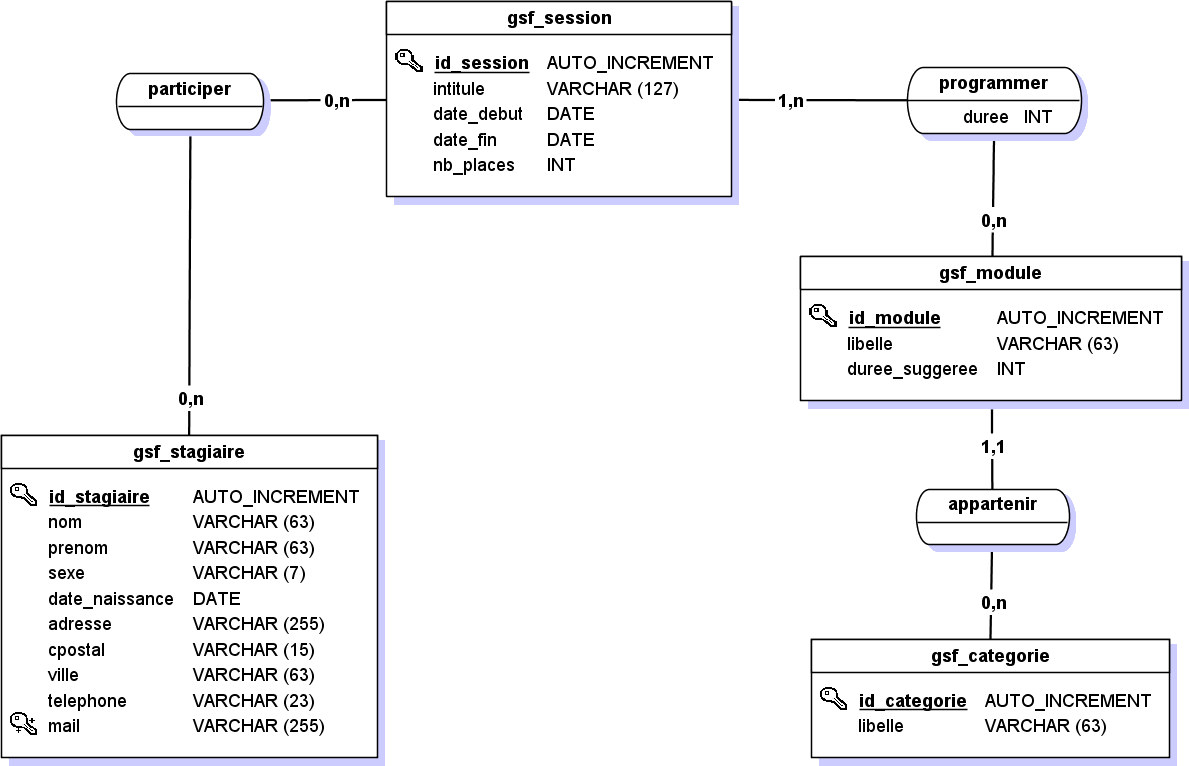 gsf_session
id_session AUTO_INCREMENT
intitule VARCHAR (127)
date_debut DATE
date_fin DATE
nb_places INT
participer
0,n
1,n
programmer
duree INT
0,n
0,n
gsf_module
id_module AUTO_INCREMENT
libelle VARCHAR (63)
duree_suggeree INT
gsf_stagiaire
id_stagiaire AUTO_INCREMENT
nom VARCHAR (63)
prenom VARCHAR (63)
sexe VARCHAR (7)
date_naissance DATE
adresse VARCHAR (255)
cpostal VARCHAR (15)
ville VARCHAR (63)
telephone VARCHAR (23)
mail VARCHAR (255)
1,1
appartenir
0,n
gsf_categorie
id_categorie AUTO_INCREMENT
libelle VARCHAR (63)